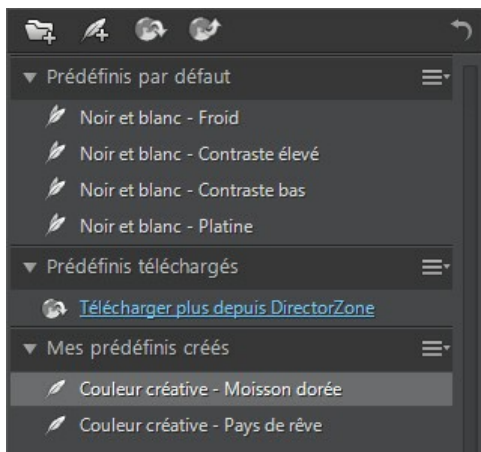 Prédéfinis par défaut
Noir et blanc - Froid
Noir et blanc - Contraste élevé
Noir et blanc - Contraste bas
Noir et blanc - Platine
Prédéfinis téléchargés
Télécharger plus depuis DirectorZone
Mes prédéfinis créés
Couleur créative - Moisson dorée
Couleur créative - Pays de rêve